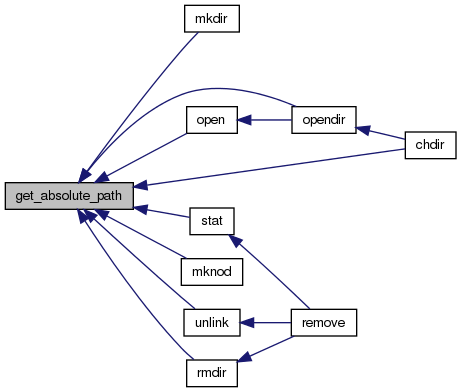 mkdir
open
opendir
chdir
get_absolute_path
stat
mknod
unlink
remove
rmdir